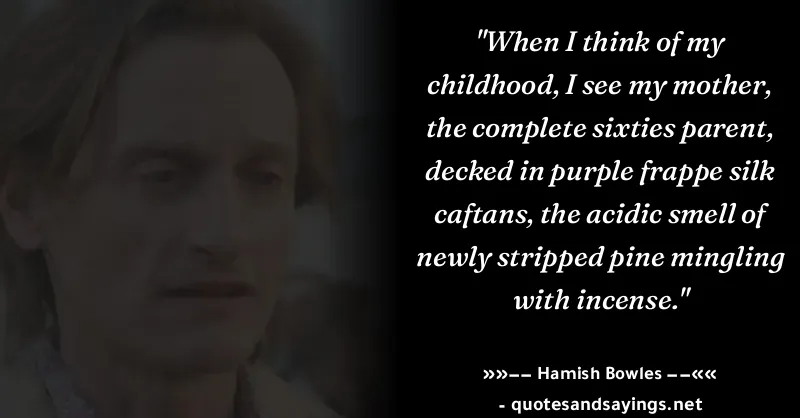 "When I think of my
childhood, I see my mother,
the complete sixties parent,
decked in purple frappe silk
caftans, the acidic smell of
newly stripped pine mingling
with incense."
»»−− Hamish Bowles −−««
- quotesandsayings.net